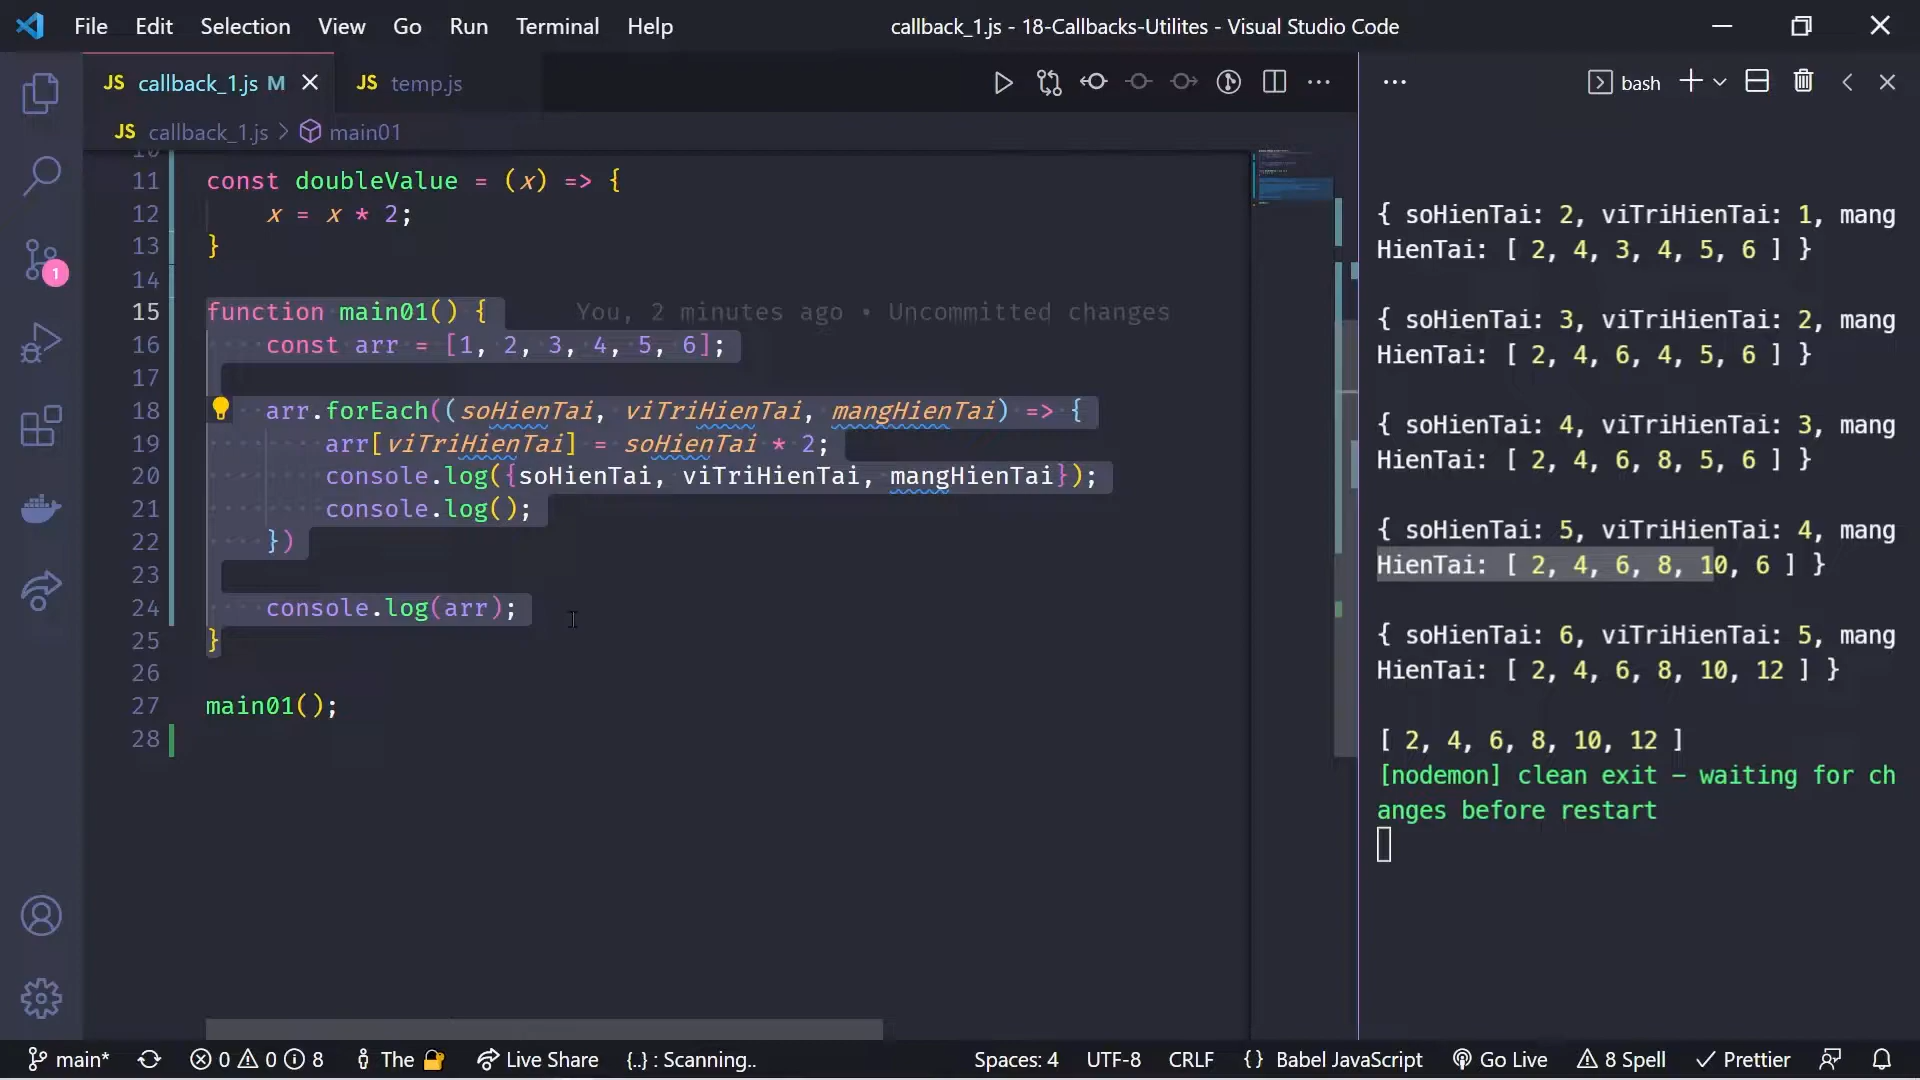 File Edit Selection View Go Run Terminal Help
callback_1.js - 18-Callbacks-Utilites - Visual Studio Code
JS callback_1.js M
JS temp.js
bash
JS callback_1.js > main01
11 const doubleValue = (x) => {
12 x = x * 2;
13 }
14
15 function main01() { You, 2 minutes ago • Uncommitted changes
16 const arr = [1, 2, 3, 4, 5, 6];
17
18 arr.forEach((soHienTai, viTriHienTai, mangHienTai) => {
19 arr[viTriHienTai] = soHienTai * 2;
20 console.log({soHienTai, viTriHienTai, mangHienTai});
21 console.log();
22 })
23
24 console.log(arr);
25 }
26
27 main01();
28
{ soHienTai: 2, viTriHienTai: 1, mang
HienTai: [ 2, 4, 3, 4, 5, 6 ] }
{ soHienTai: 3, viTriHienTai: 2, mang
HienTai: [ 2, 4, 6, 4, 5, 6 ] }
{ soHienTai: 4, viTriHienTai: 3, mang
HienTai: [ 2, 4, 6, 8, 5, 6 ] }
{ soHienTai: 5, viTriHienTai: 4, mang
HienTai: [ 2, 4, 6, 8, 10, 6 ] }
{ soHienTai: 6, viTriHienTai: 5, mang
HienTai: [ 2, 4, 6, 8, 10, 12 ] }
[ 2, 4, 6, 8, 10, 12 ]
[nodemon] clean exit - waiting for ch
anges before restart
1
main* 0 0 8 The Live Share {..} : Scanning.. Spaces: 4 UTF-8 CRLF {} Babel JavaScript Go Live 8 Spell Prettier